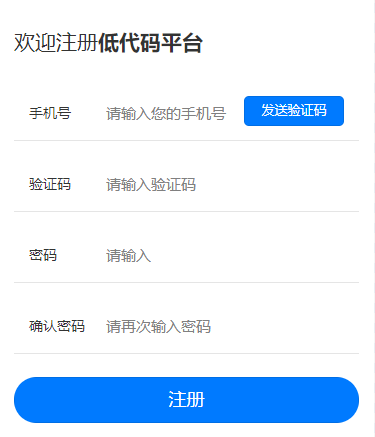 欢迎注册低代码平台
手机号 请输入您的手机号 发送验证码
验证码 请输入验证码
密码 请输入
确认密码 请再次输入密码
注册